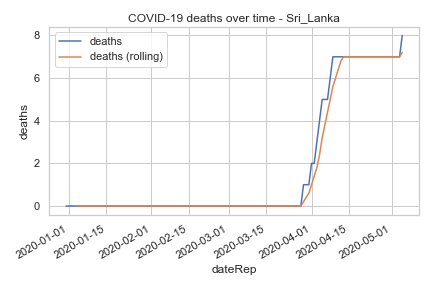 COVID-19 deaths over time - Sri_Lanka
deaths
deaths (rolling)
8
6
4
2
0
deaths
2020-01-01
2020-01-15
2020-02-01
2020-02-15
2020-03-01
2020-03-15
2020-04-01
2020-04-15
2020-05-01
dateRep